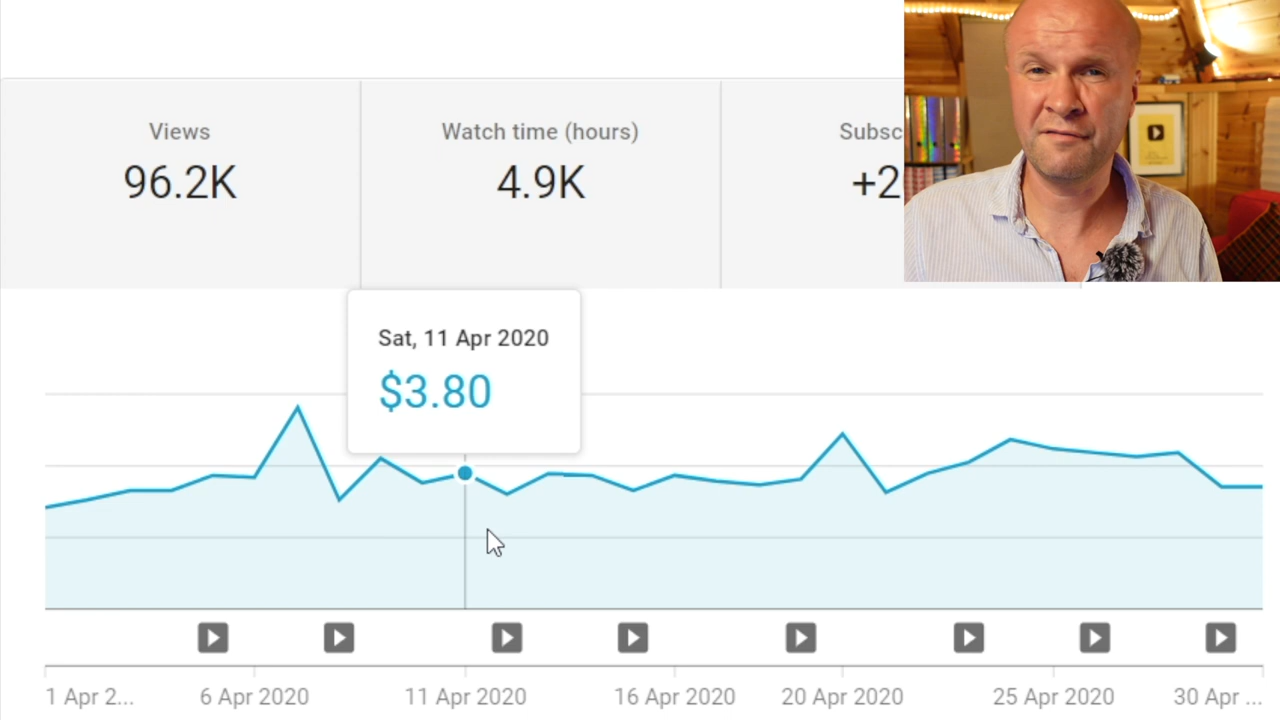 Views
Watch time (hours)
Subsc
96.2K
4.9K
+2
Sat, 11 Apr 2020
$3.80
1 Apr 2...
6 Apr 2020
11 Apr 2020
16 Apr 2020
20 Apr 2020
25 Apr 2020
30 Apr ...